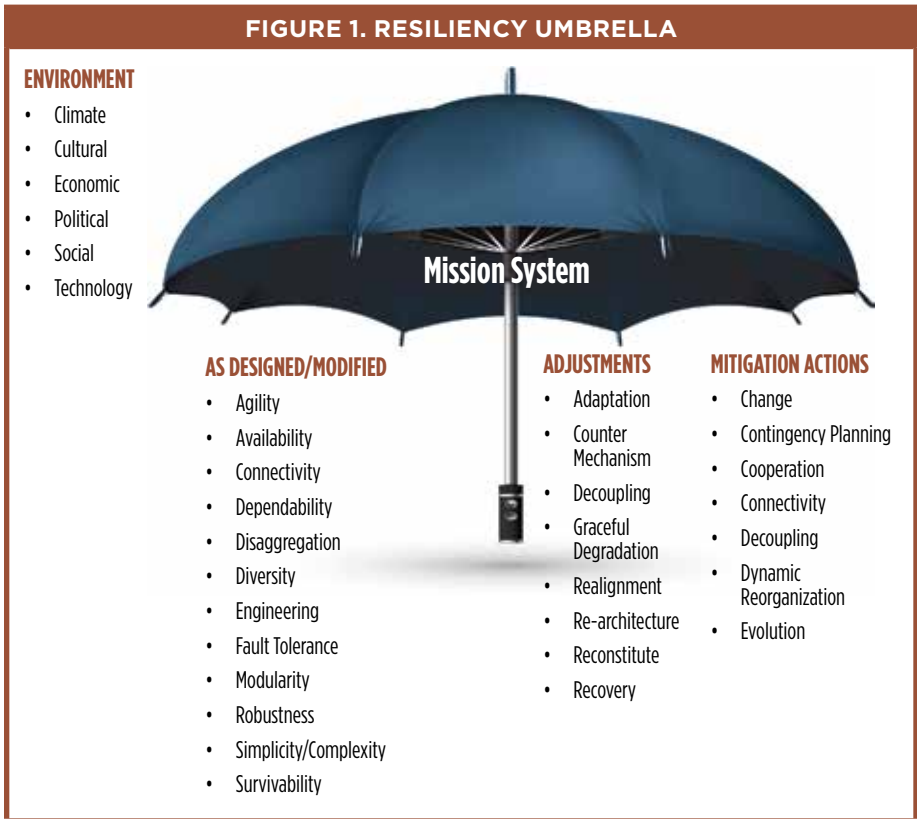 FIGURE 1. RESILIENCY UMBRELLA
ENVIRONMENT
• Climate
• Cultural
• Economic
• Political
• Social
• Technology
Mission System
AS DESIGNED/MODIFIED
• Agility
• Availability
• Connectivity
• Dependability
• Disaggregation
• Diversity
• Engineering
• Fault Tolerance
• Modularity
• Robustness
• Simplicity/Complexity
• Survivability
ADJUSTMENTS
• Adaptation
• Counter
Mechanism
• Decoupling
• Graceful
Degradation
• Realignment
• Re-architecture
• Reconstitute
• Recovery
MITIGATION ACTIONS
• Change
• Contingency Planning
• Cooperation
• Connectivity
• Decoupling
• Dynamic
Reorganization
• Evolution